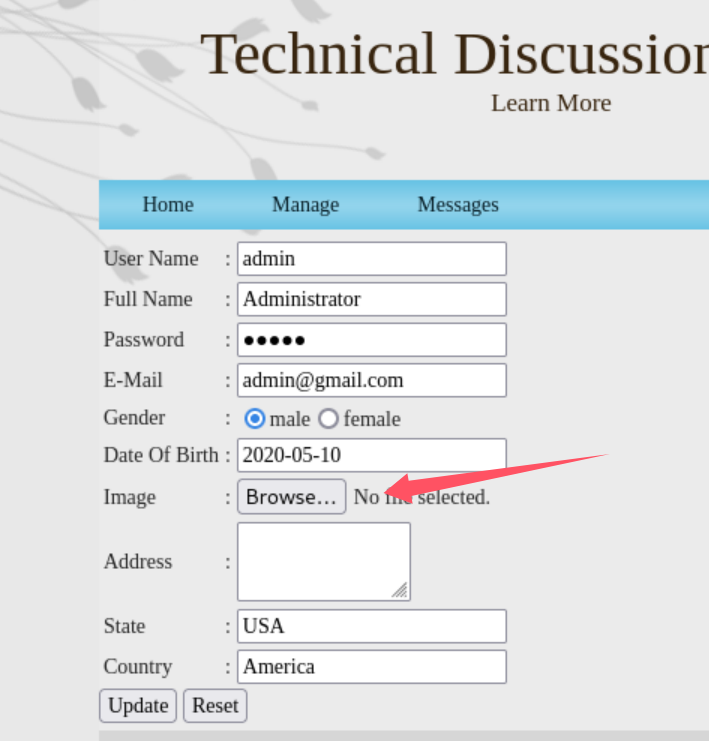 Technical Discussion
Learn More
Home Manage Messages
User Name : admin
Full Name : Administrator
Password : ●●●●●
E-Mail : admin@gmail.com
Gender : male female
Date Of Birth : 2020-05-10
Image : Browse... No file selected.
Address :
State : USA
Country : America
Update Reset